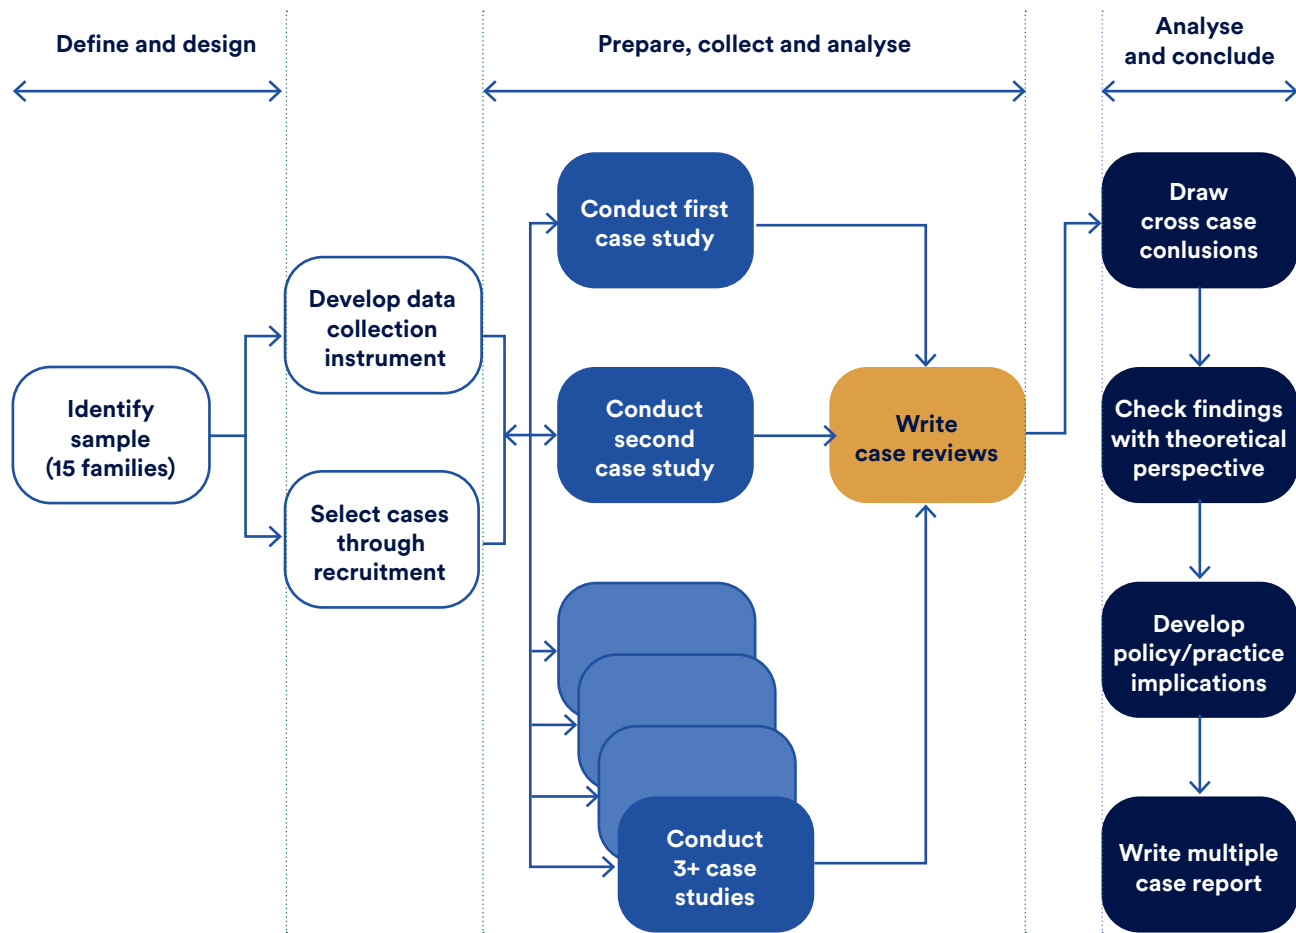 Define and design
Prepare, collect and analyse
Analyse
and conclude
Identify
sample
(15 families)
Develop data
collection
instrument
Select cases
through
recruitment
Conduct first
case study
Conduct
second
case study
Conduct
3+ case
studies
Write
case reviews
Draw
cross case
conlusions
Check findings
with theoretical
perspective
Develop
policy/practice
implications
Write multiple
case report